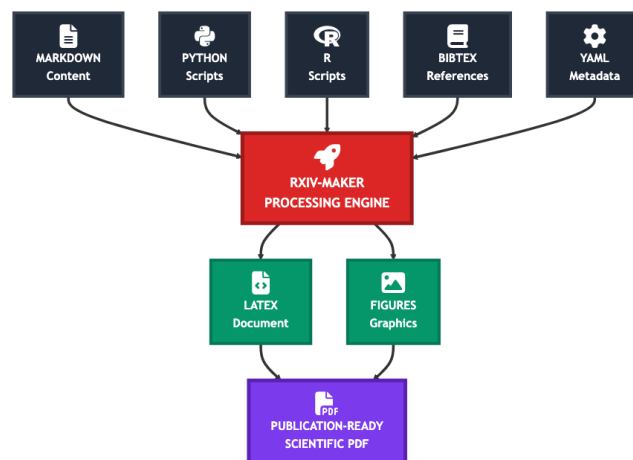 MARKDOWN
Content
PYTHON
Scripts
R
Scripts
BIBTEX
References
YAML
Metadata
RXIV-MAKER
PROCESSING ENGINE
LATEX
Document
FIGURES
Graphics
PDF
PUBLICATION-READY
SCIENTIFIC PDF